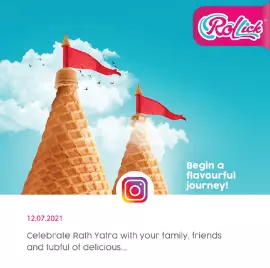 RoLick
Begin a
flavourful
journey!
12.07.2021
Celebrate Rath Yatra with your family, friends
and tubful of delicious...